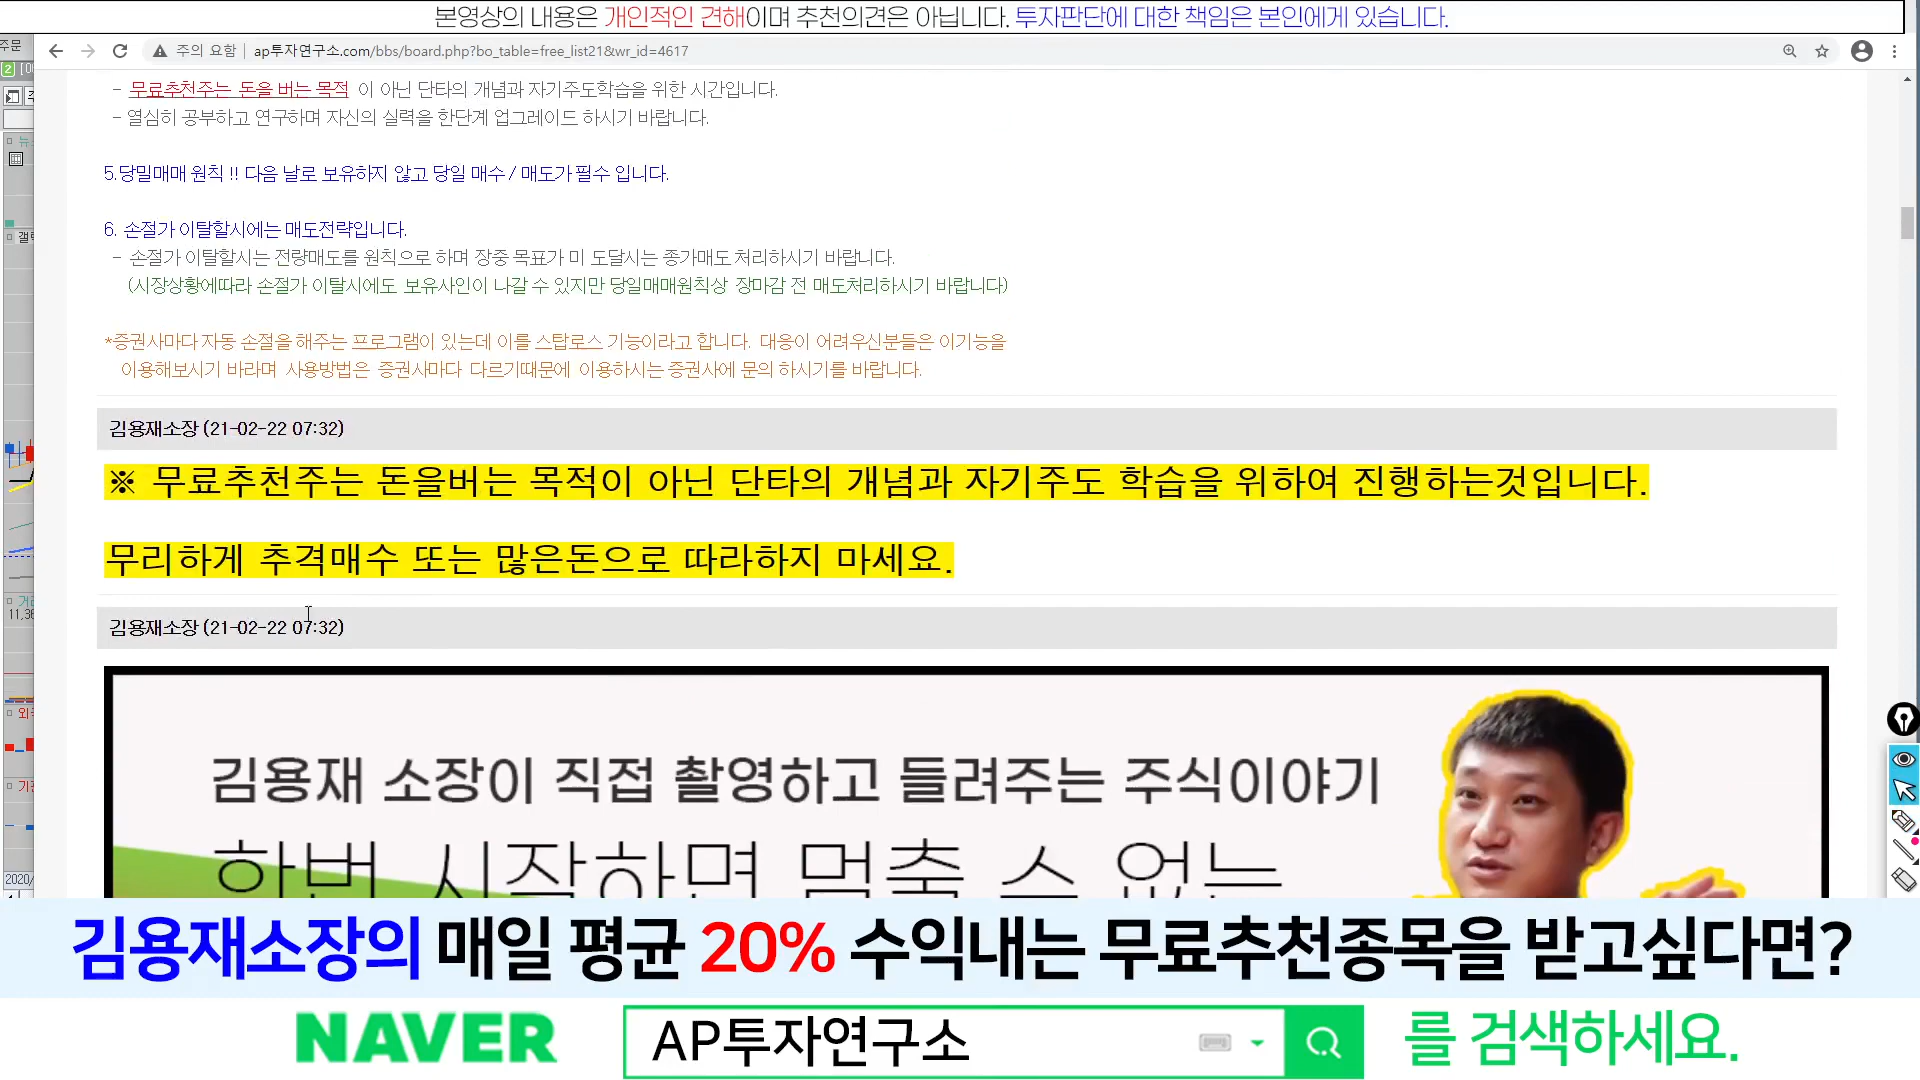 본영상의 내용은 개인적인 견해이며 추천의견은 아닙니다. 투자판단에 대한 책임은 본인에게 있습니다.
주문
주의 요함 | ap투자연구소.com/bbs/board.php?bo_table=free_list21&wr_id=4617
- 무료추천주는 돈을 버는 목적 이 아닌 단타의 개념과 자기주도학습을 위한 시간입니다.
- 열심히 공부하고 연구하며 자신의 실력을 한단계 업그레이드 하시기 바랍니다.
5.당밀매매 원칙 !! 다음 날로 보유하지 않고 당일 매수 / 매도가 필수 입니다.
6. 손절가 이탈할시에는 매도전략입니다.
- 손절가 이탈할시는 전량매도를 원칙으로 하며 장중 목표가 미 도달시는 종가매도 처리하시기 바랍니다.
(시장상황에따라 손절가 이탈시에도 보유사인이 나갈 수 있지만 당일매매원칙상 장마감 전 매도처리하시기 바랍니다)
*증권사마다 자동 손절을 해주는 프로그램이 있는데 이를 스탑로스 기능이라고 합니다. 대응이 어려우신분들은 이기능을
이용해보시기 바라며 사용방법은 증권사마다 다르기때문에 이용하시는 증권사에 문의 하시기를 바랍니다.
김용재소장 (21-02-22 07:32)
※ 무료추천주는 돈을버는 목적이 아닌 단타의 개념과 자기주도 학습을 위하여 진행하는것입니다.
무리하게 추격매수 또는 많은돈으로 따라하지 마세요.
김용재소장 (21-02-22 07:32)
김용재 소장이 직접 촬영하고 들려주는 주식이야기
한번 시작하면 멈출 수 없는
2020/
김용재소장의 매일 평균 20% 수익내는 무료추천종목을 받고싶다면?
NAVER AP투자연구소 를 검색하세요.